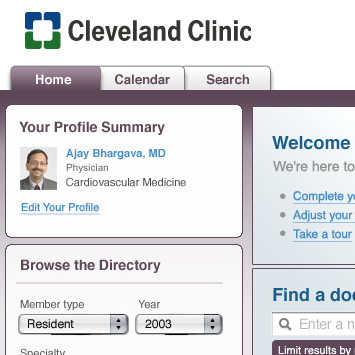 Cleveland Clinic
Home
Calendar
Search
Your Profile Summary
Ajay Bhargava, MD
Physician
Cardiovascular Medicine
Edit Your Profile
Browse the Directory
Member type
Year
Resident
2003
Specialty
Welcome
We're here to
Complete yo
Adjust your
Take a tour
Find a do
Enter a n
Limit results by